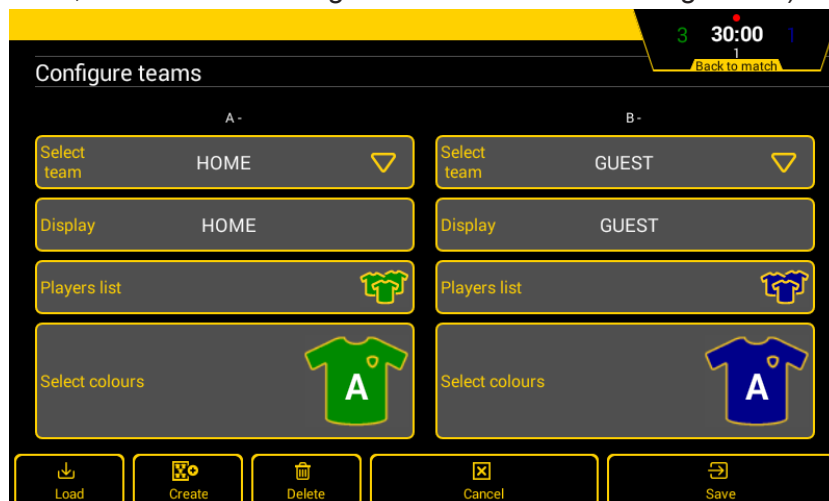 3 30:00 1
1
Back to match
Configure teams
A - B -
Select team HOME
Select team GUEST
Display HOME
Display GUEST
Players list
Players list
Select colours A
Select colours A
Load Create Delete Cancel Save